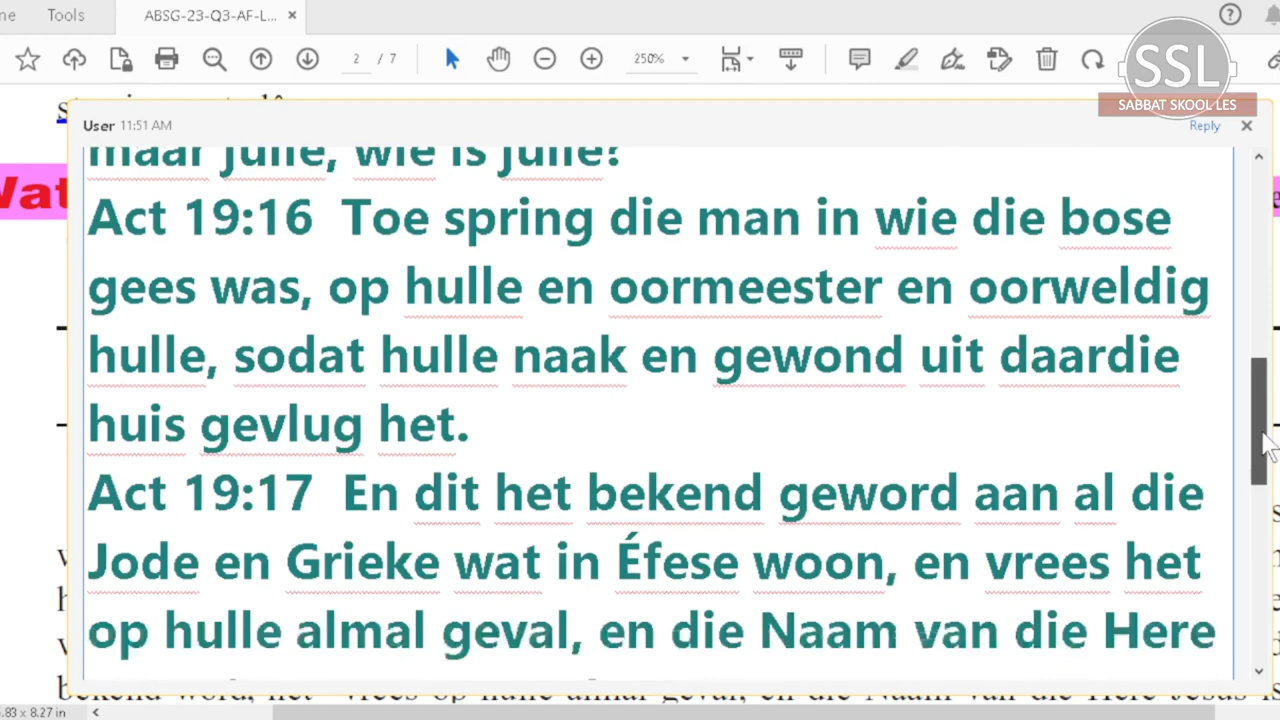 Tools
ABSG-23-Q3-AF-L...
2 / 7
250%
SSL
SABBAT SKOOL LES
User 11:51 AM
Reply
maar julle, wie is julle?
Act 19:16 Toe spring die man in wie die bose
gees was, op hulle en oormeester en oorweldig
hulle, sodat hulle naak en gewond uit daardie
huis gevlug het.
Act 19:17 En dit het bekend geword aan al die
Jode en Grieke wat in Éfese woon, en vrees het
op hulle almal geval, en die Naam van die Here